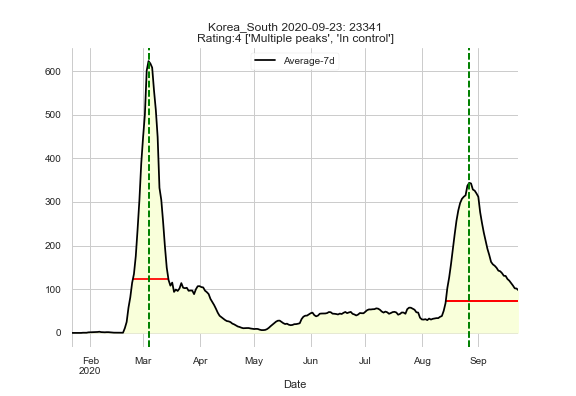 Korea_South 2020-09-23: 23341
Rating:4 ['Multiple peaks', 'In control']
Average-7d
600
500
400
300
200
100
0
Feb
2020
Mar
Apr
May
Jun
Jul
Aug
Sep
Date